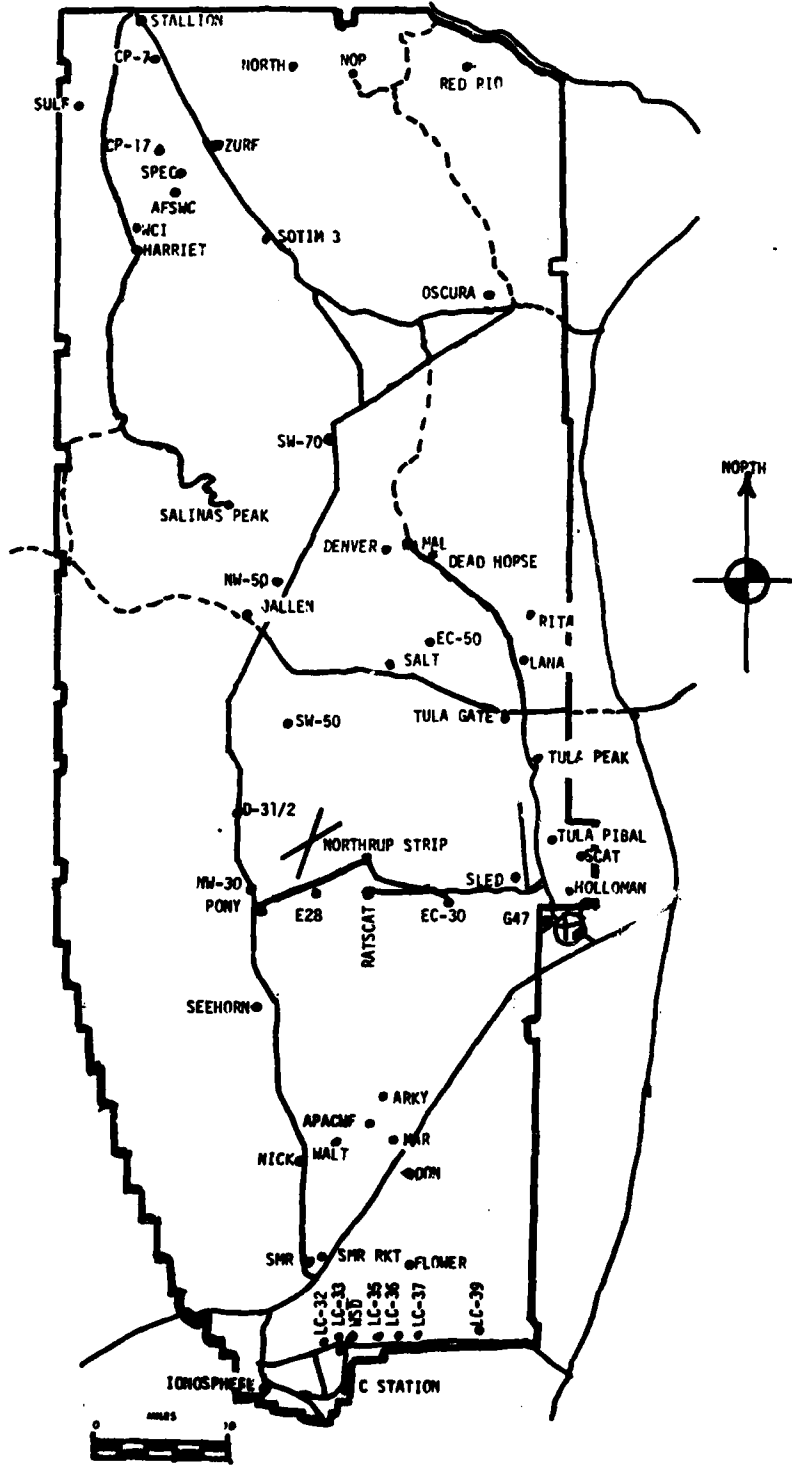 STALLION
CP-7
NORTH
NOP
RED RIO
SULF
CP-17
ZURF
SPEC
AFSWC
WCI
HARRIET
SOTIM 3
OSCURA
SW-70
NORTH
SALINAS PEAK
DENVER
MAL
DEAD HORSE
NW-50
JALLEN
RITA
EC-50
SALT
LANA
TULA GATE
SW-50
TULA PEAK
D-31/2
NORTHRUP STRIP
TULA PIBAL
SCAT
NW-30
SLED
HOLLOMAN
PONY
E28
RATSCAT
EC-30
G47
SEEHORN
ARKY
APACWF
MAR
WALT
NICK
DON
SMR
SMR RKT
FLOWER
LC-32
LC-33
WSD
LC-35
LC-36
LC-37
LC-39
IONOSPHERE
C STATION
0 MILES 10